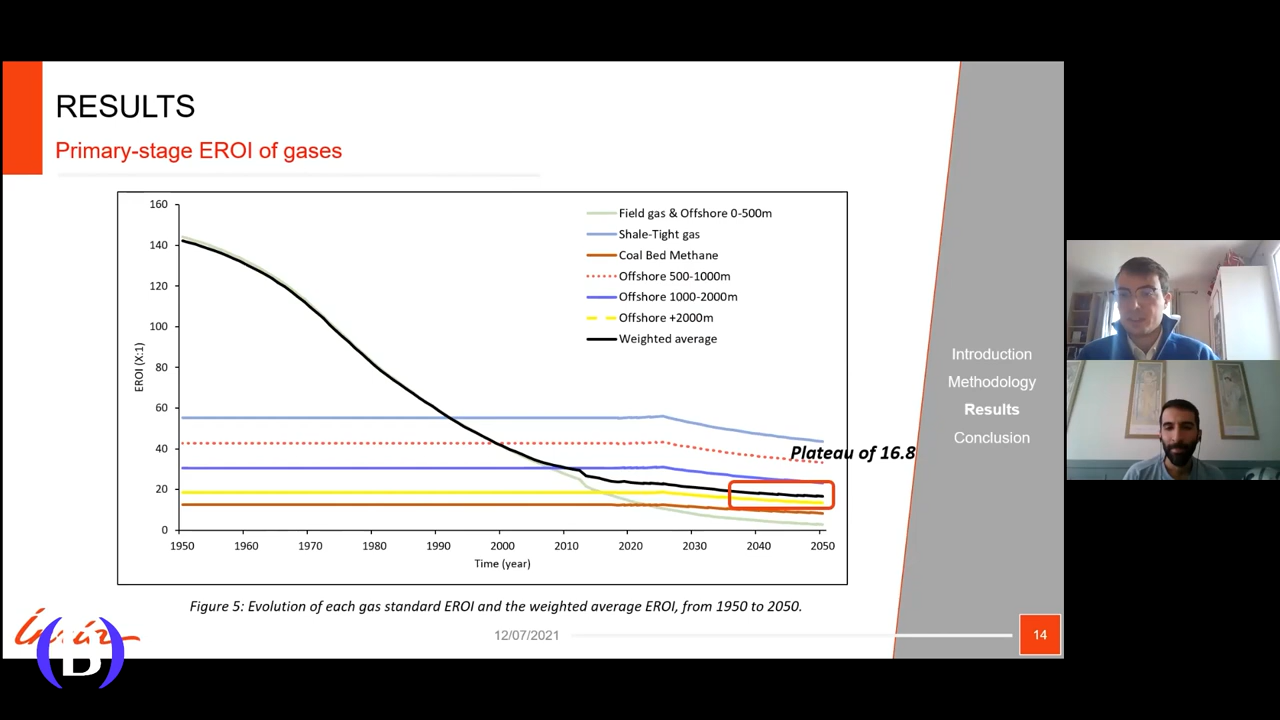 RESULTS
Primary-stage EROI of gases
160
140
120
100
80
60
40
20
0
EROI (X:1)
Field gas & Offshore 0-500m
Shale-Tight gas
Coal Bed Methane
Offshore 500-1000m
Offshore 1000-2000m
Offshore +2000m
Weighted average
Plateau of 16.8
1950 1960 1970 1980 1990 2000 2010 2020 2030 2040 2050
Time (year)
Figure 5: Evolution of each gas standard EROI and the weighted average EROI, from 1950 to 2050.
Introduction
Methodology
Results
Conclusion
12/07/2021
14
(B)